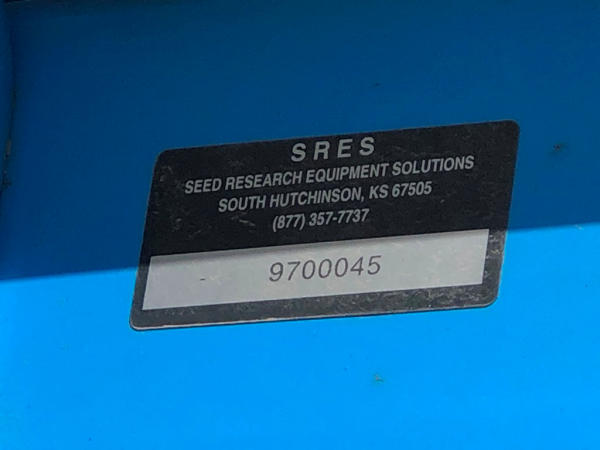 SRES
SEED RESEARCH EQUIPMENT SOLUTIONS
SOUTH HUTCHINSON, KS 67505
(877) 357-7737
9700045